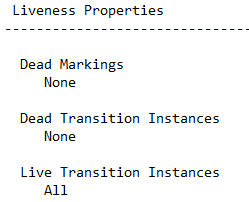 Liveness Properties
------------------------------
Dead Markings
None
Dead Transition Instances
None
Live Transition Instances
All